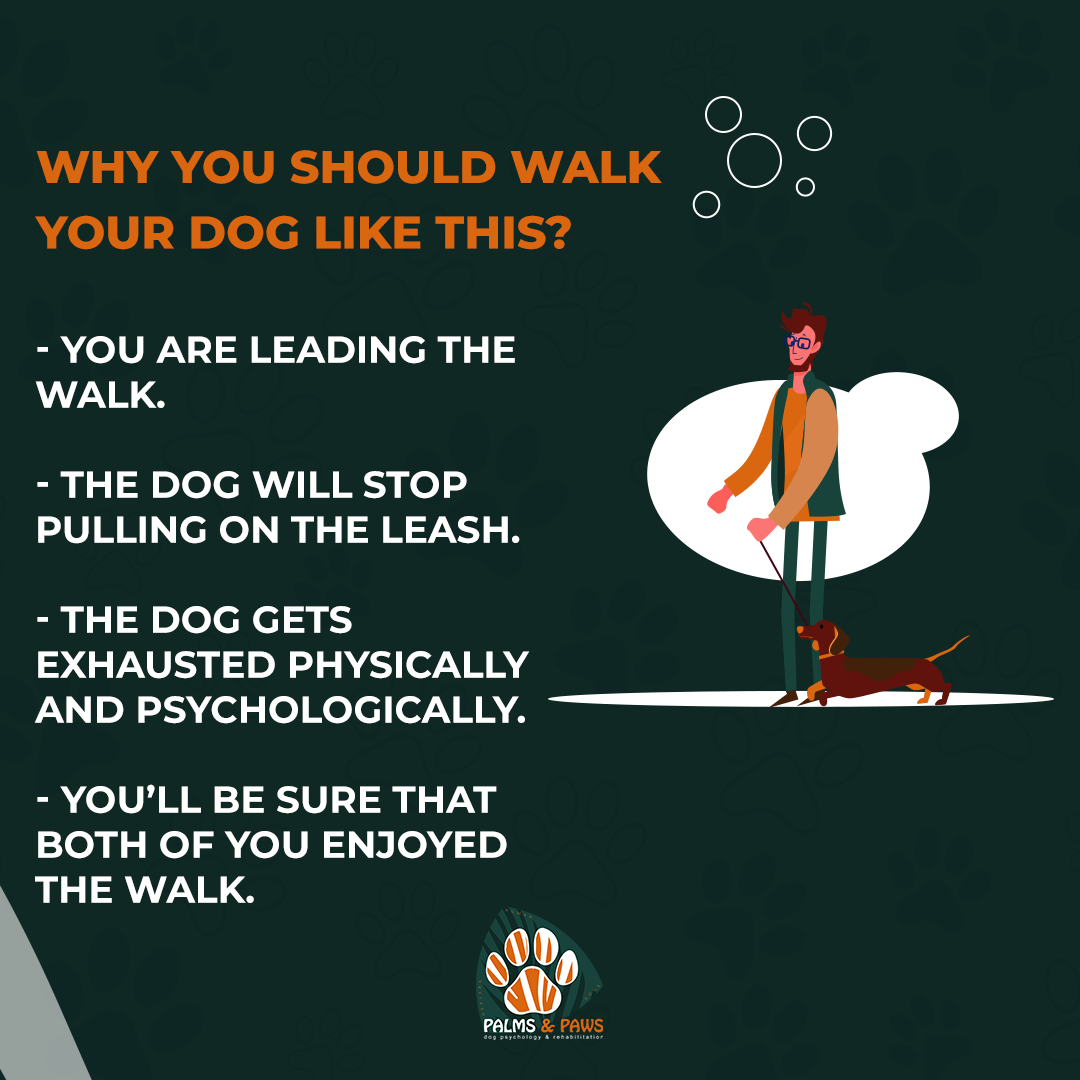 WHY YOU SHOULD WALK
YOUR DOG LIKE THIS?
- YOU ARE LEADING THE
WALK.
- THE DOG WILL STOP
PULLING ON THE LEASH.
- THE DOG GETS
EXHAUSTED PHYSICALLY
AND PSYCHOLOGICALLY.
- YOU’LL BE SURE THAT
BOTH OF YOU ENJOYED
THE WALK.
PALMS & PAWS
dog psychology & rehabilitation